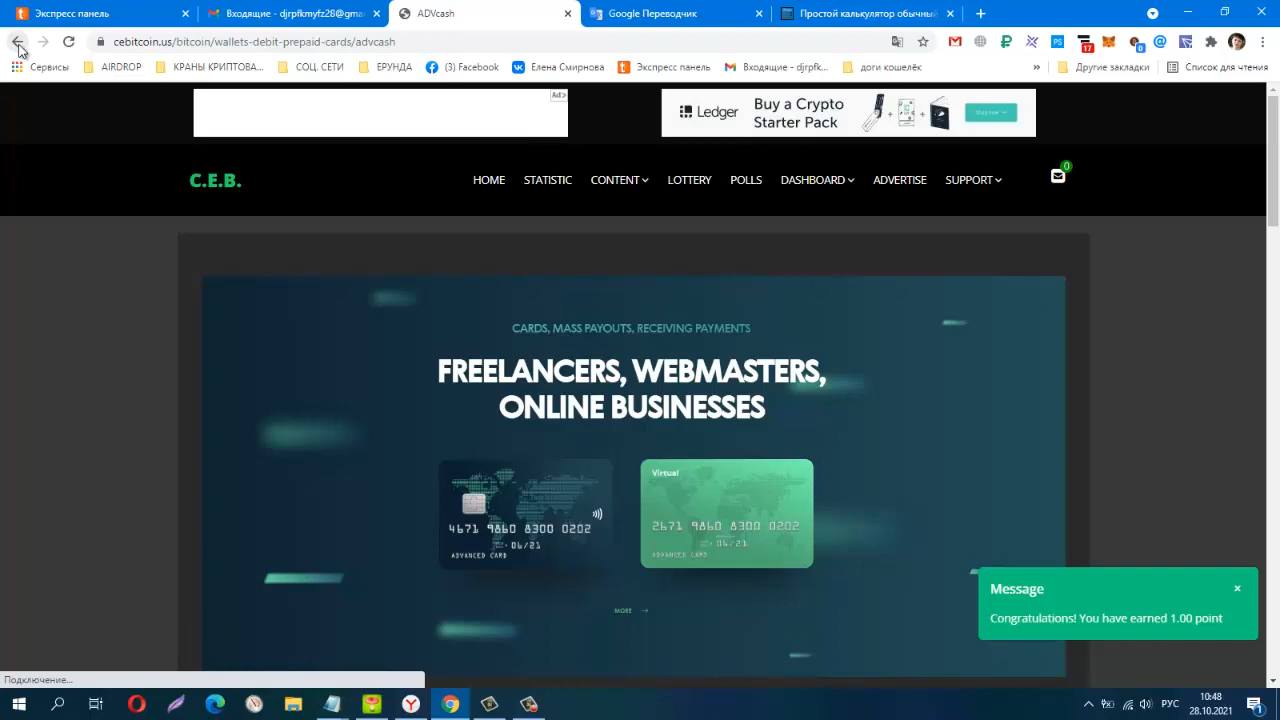 Экспресс панель
Входящие - djrpfkmyfz28@gmai
ADVcash
Google Переводчик
Простой калькулятор обычный
cebitcoin.us/bitcoin/wallets-debit-prepaid-cards/advcash
Сервисы
AIRDROP
КРАНЫ КРИПТОВА...
СОЦ. СЕТИ
ЕРУНДА
(3) Facebook
Елена Смирнова
Экспресс панель
Входящие - djrpfk...
доги кошелёк
»
Другие закладки
Список для чтения
Ad>
Ledger
Buy a Crypto
Starter Pack
C.E.B.
HOME
STATISTIC
CONTENT
LOTTERY
POLLS
DASHBOARD
ADVERTISE
SUPPORT
0
CARDS, MASS PAYOUTS, RECEIVING PAYMENTS
FREELANCERS, WEBMASTERS,
ONLINE BUSINESSES
4671 9860 8300 0202
06/21
ADVANCED CARD
Virtual
2671 9860 8300 0202
06/21
ADVANCED CARD
MORE →
Message
×
Congratulations! You have earned 1.00 point
Подключение...
РУС
10:48
28.10.2021